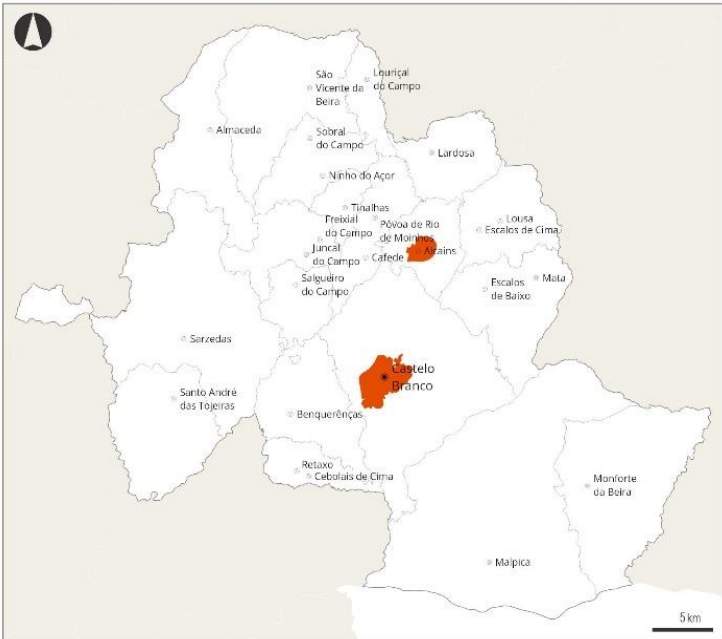 São
Vicente da
Beira
Louriçal
do Campo
Almaceda
Sobral
do Campo
Lardosa
Ninho do Açor
Tinalhas
Freixial
do Campo
Póvoa de Rio
de Moinhos
Lousa
Escalos de Cima
Juncal
do Campo
Cafede
Alcains
Salgueiro
do Campo
Escalos
de Baixo
Mata
Sarzedas
Castelo
Branco
Santo André
das Tojeiras
Benquerênças
Retaxo
Cebolais de Cima
Monforte
da Beira
Malpica
5 km